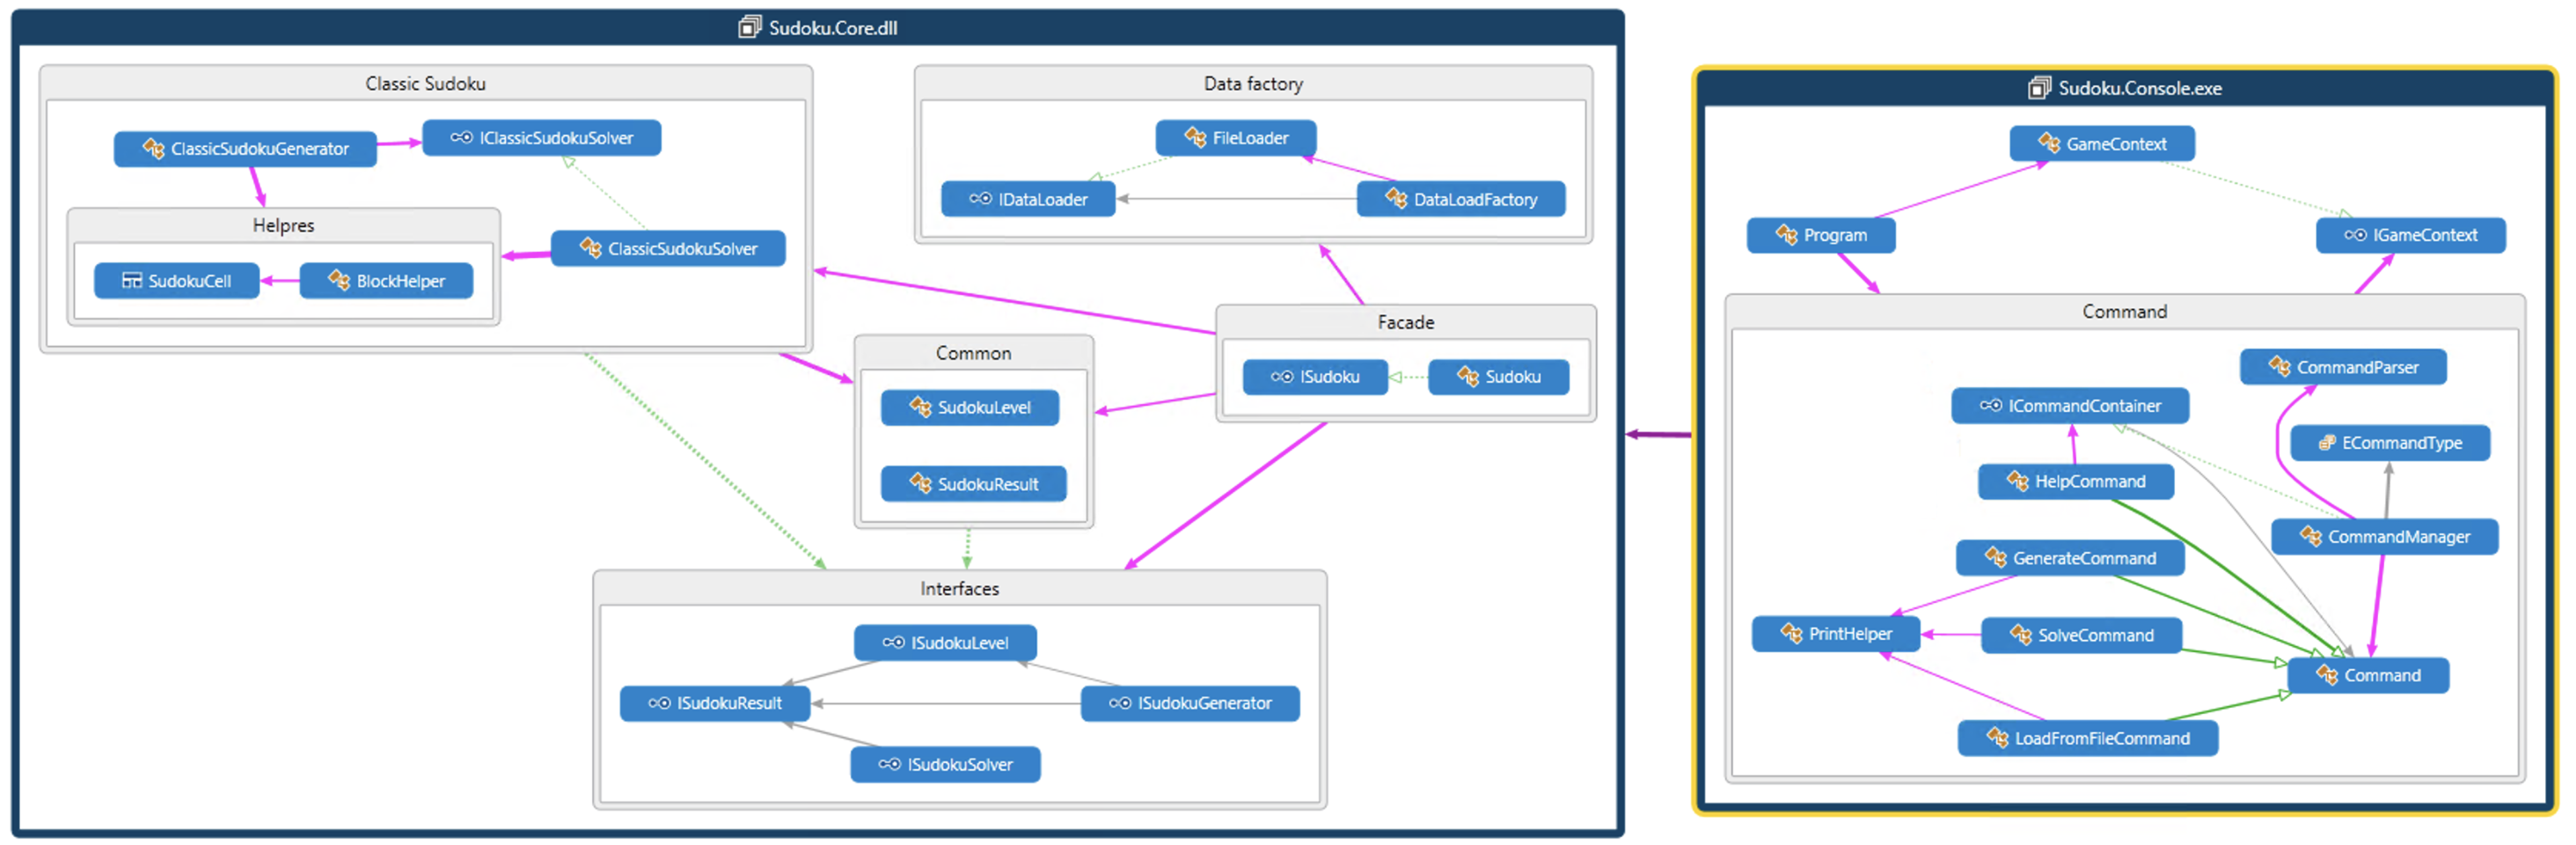 Sudoku.Core.dll
Classic Sudoku
ClassicSudokuGenerator
IClassicSudokuSolver
Helpres
SudokuCell
BlockHelper
ClassicSudokuSolver
Data factory
FileLoader
IDataLoader
DataLoadFactory
Common
SudokuLevel
SudokuResult
Facade
ISudoku
Sudoku
Interfaces
ISudokuLevel
ISudokuResult
ISudokuGenerator
ISudokuSolver
Sudoku.Console.exe
GameContext
Program
IGameContext
Command
CommandParser
ICommandContainer
ECommandType
HelpCommand
CommandManager
GenerateCommand
PrintHelper
SolveCommand
Command
LoadFromFileCommand